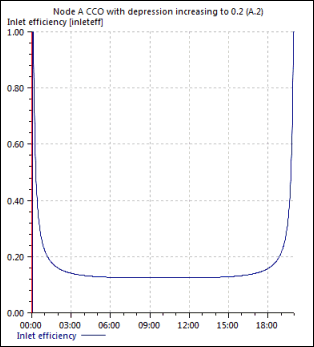 Node A CCO with depression increasing to 0.2 (A.2)
Inlet efficiency [inleteff]
1.00
0.80
0.60
0.40
0.20
0.00
00:00 03:00 06:00 09:00 12:00 15:00 18:00
Inlet efficiency